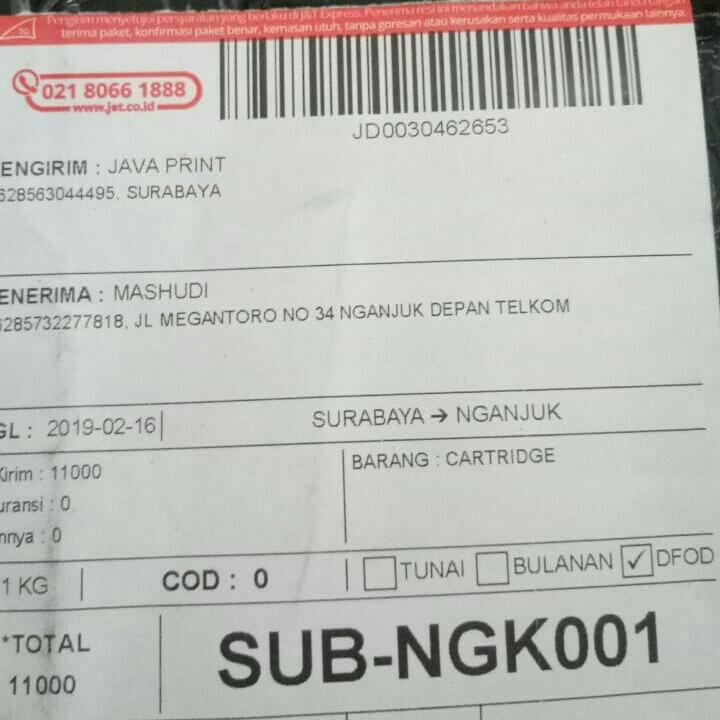 Pengirim menyetujui persyaratan yang berlaku di J&T Express. Penerima resi ini menandakan bahwa anda telah tanda tangan
terima paket, konfirmasi paket benar, kemasan utuh, tanpa goresan atau kerusakan serta kualitas permukaan lainnya.
021 8066 1888
www.jet.co.id
JD0030462653
ENGIRIM : JAVA PRINT
628563044495, SURABAYA
ENERIMA : MASHUDI
6285732277818, JL MEGANTORO NO 34 NGANJUK DEPAN TELKOM
GL : 2019-02-16
SURABAYA → NGANJUK
Kirim : 11000
BARANG : CARTRIDGE
uransi : 0
nnya : 0
1 KG
COD : 0
TUNAI
BULANAN
✓ DFOD
*TOTAL
11000
SUB-NGK001